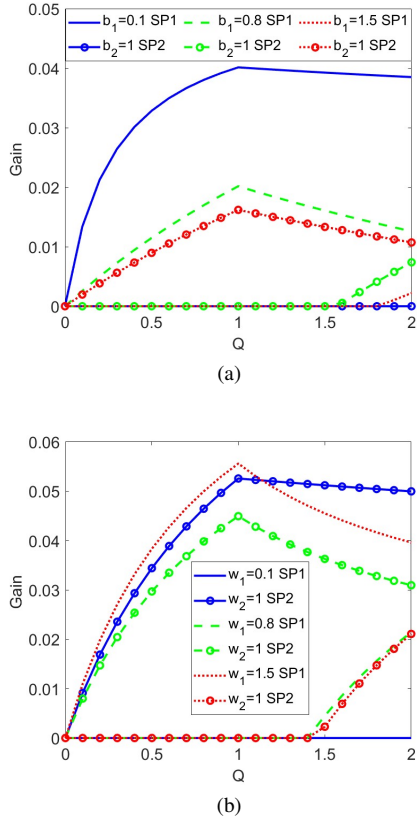 0.05
b1=0.1 SP1 b1=0.8 SP1 b1=1.5 SP1
b2=1 SP2 b2=1 SP2 b2=1 SP2
0.04
0.03
Gain
0.02
0.01
0
0 0.5 1 1.5 2
Q
(a)
0.06
0.05
0.04
Gain
0.03
0.02
0.01
0
w1=0.1 SP1
w2=1 SP2
w1=0.8 SP1
w2=1 SP2
w1=1.5 SP1
w2=1 SP2
0 0.5 1 1.5 2
Q
(b)